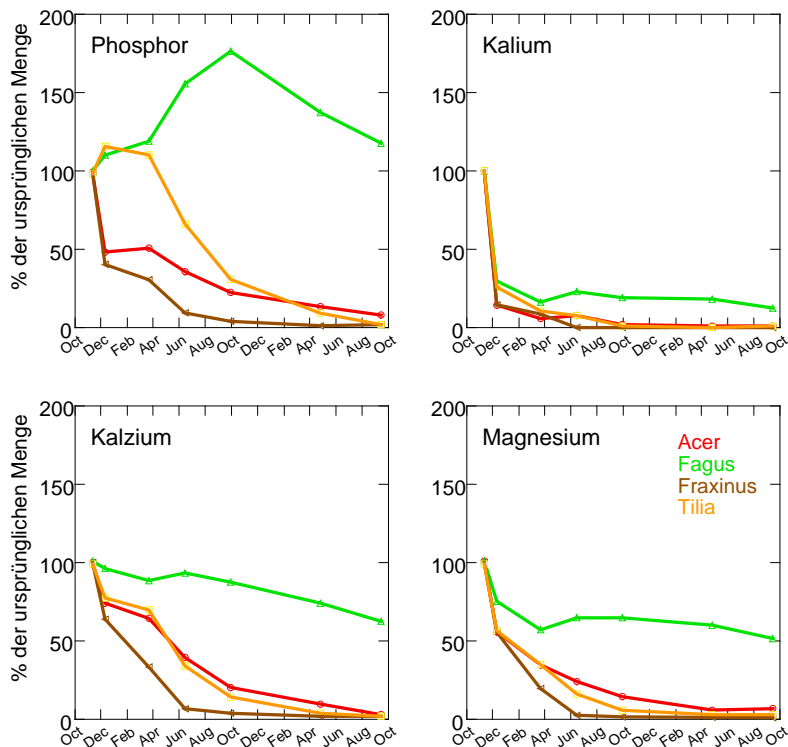 200
Phosphor
150
100
50
0
% der ursprünglichen Menge
Oct Dec Feb Apr Jun Aug Oct Dec Feb Apr Jun Aug Oct
200
Kalium
150
100
50
0
Oct Dec Feb Apr Jun Aug Oct Dec Feb Apr Jun Aug Oct
200
Kalzium
150
100
50
0
% der ursprünglichen Menge
Oct Dec Feb Apr Jun Aug Oct Dec Feb Apr Jun Aug Oct
200
Magnesium
Acer
Fagus
Fraxinus
Tilia
150
100
50
0
Oct Dec Feb Apr Jun Aug Oct Dec Feb Apr Jun Aug Oct